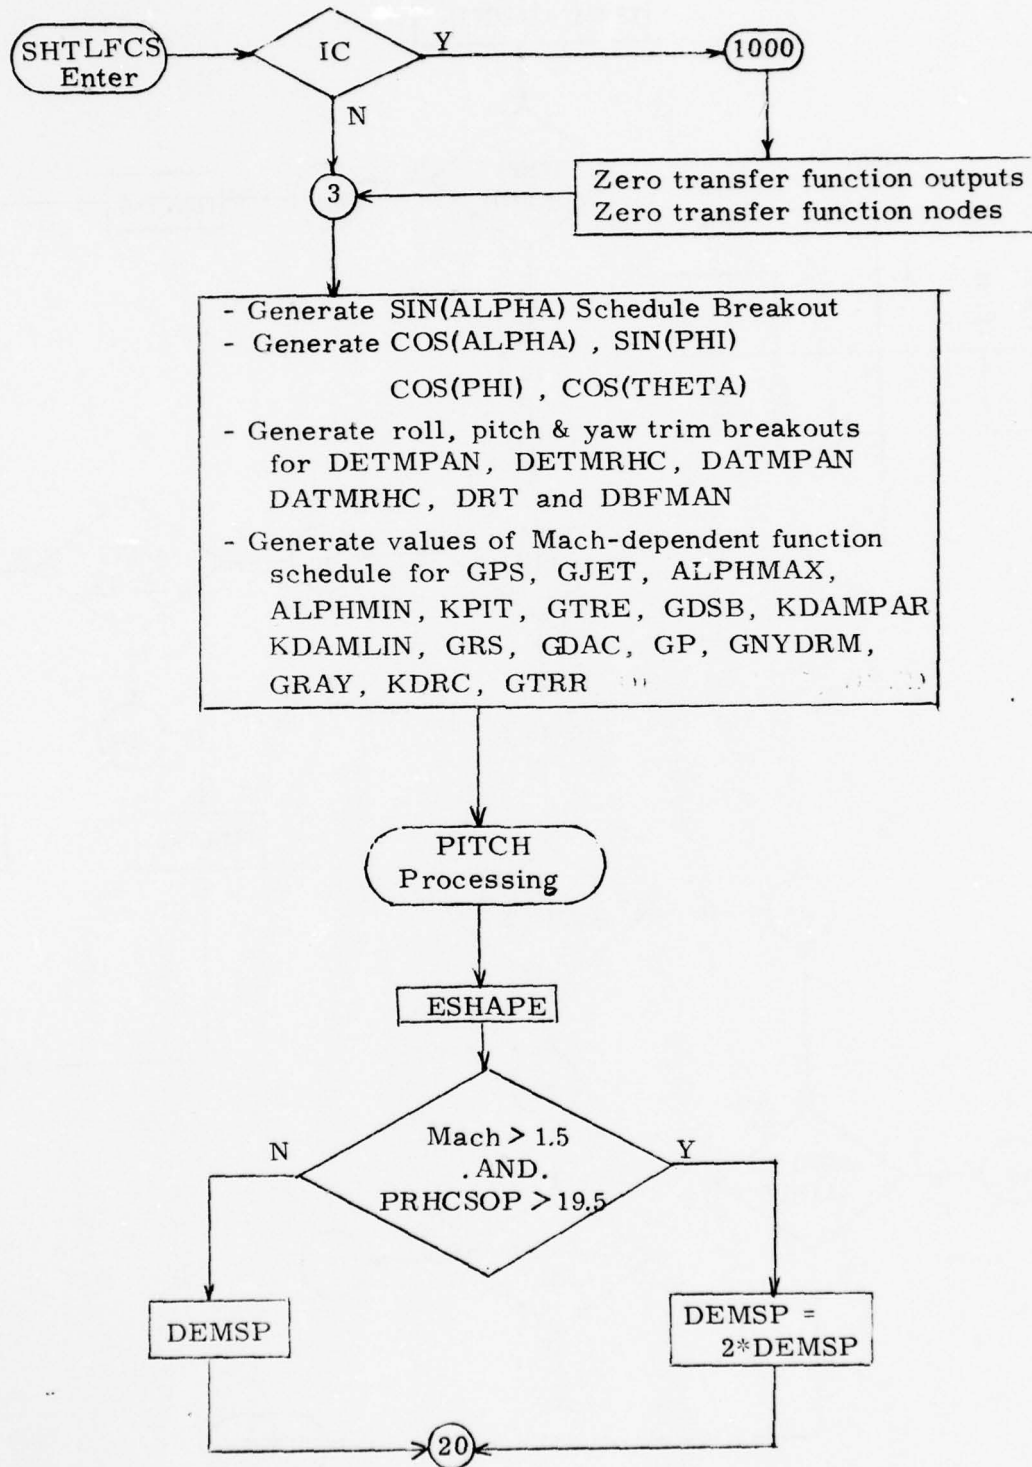 SHTLFCS
Enter
IC
Y
1000
N
3
Zero transfer function outputs
Zero transfer function nodes
- Generate SIN(ALPHA) Schedule Breakout
- Generate COS(ALPHA) , SIN(PHI)
COS(PHI) , COS(THETA)
- Generate roll, pitch & yaw trim breakouts
for DETMPAN, DETMRHC, DATMPAN
DATMRHC, DRT and DBFMAN
- Generate values of Mach-dependent function
schedule for GPS, GJET, ALPHMAX,
ALPHMIN, KPIT, GTRE, GDSB, KDAMPAR
KDAMLIN, GRS, GDAC, GP, GNYDRM,
GRAY, KDRC, GTRR
PITCH
Processing
ESHAPE
N
Mach > 1.5
.AND.
PRHCSOP > 19.5
Y
DEMSP
DEMSP =
2*DEMSP
20